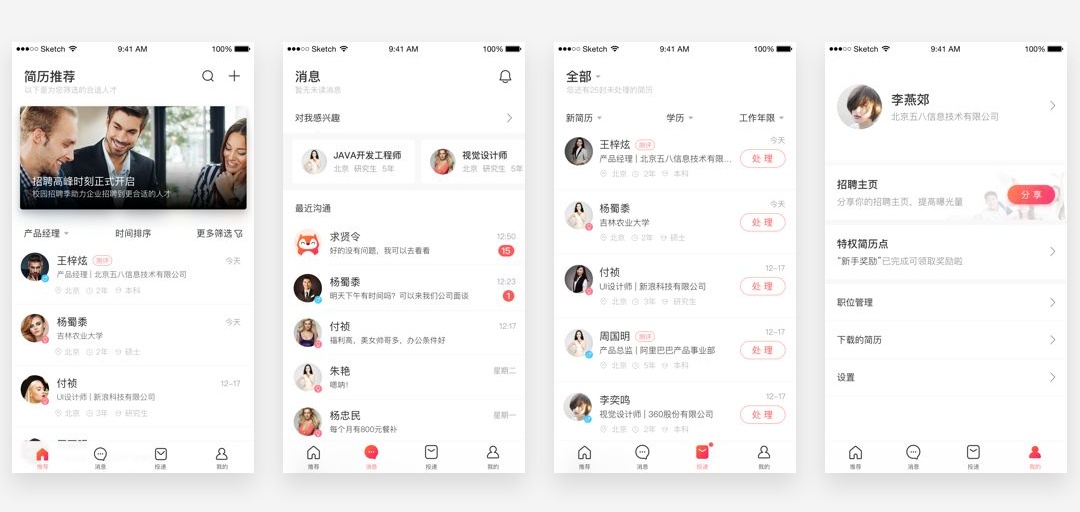 Sketch 9:41 AM 100%
简历推荐
以下是为您筛选的合适人才
招聘高峰时刻正式开启
校园招聘季助力企业招聘到更合适的人才
产品经理 时间排序 更多筛选
王梓炫 测评 今天
产品经理 | 北京五八信息技术有限公司
北京 2年 本科
杨蜀黍 今天
吉林农业大学
北京 2年 硕士
付祯 12-17
UI设计师 | 新浪科技有限公司
北京 3年 研究生
推荐 消息 投递 我的
Sketch 9:41 AM 100%
消息
暂无未读消息
对我感兴趣
JAVA开发工程师
北京 研究生 5年
视觉设计师
北京 研究生 5年
最近沟通
求贤令 12:50
好的没有问题，我可以去看看 15
杨蜀黍 12:23
明天下午有时间吗？可以来我们公司面谈 1
付祯 12:17
福利高，美女帅哥多，办公条件好
朱艳 星期二
嗯呐！
杨忠民 星期一
每个月有800元餐补
推荐 消息 投递 我的
Sketch 9:41 AM 100%
全部
您还有25封未处理的简历
新简历 学历 工作年限
王梓炫 测评 今天
产品经理 | 北京五八信息技术有限... 处理
北京 2年 本科
杨蜀黍 今天
吉林农业大学 处理
北京 2年 硕士
付祯 12-17
UI设计师 | 新浪科技有限公司 处理
北京 3年 研究生
周国明 测评 12-17
产品总监 | 阿里巴巴产品事业部 处理
北京 5年 本科
李奕鸣 12-17
视觉设计师 | 360股份有限公司 处理
北京 2年 本科
推荐 消息 投递 我的
Sketch 9:41 AM 100%
李燕郊
北京五八信息技术有限公司
招聘主页
分享你的招聘主页、提高曝光量
分享
特权简历点
“新手奖励”已完成可领取奖励啦
职位管理
下载的简历
设置
推荐 消息 投递 我的